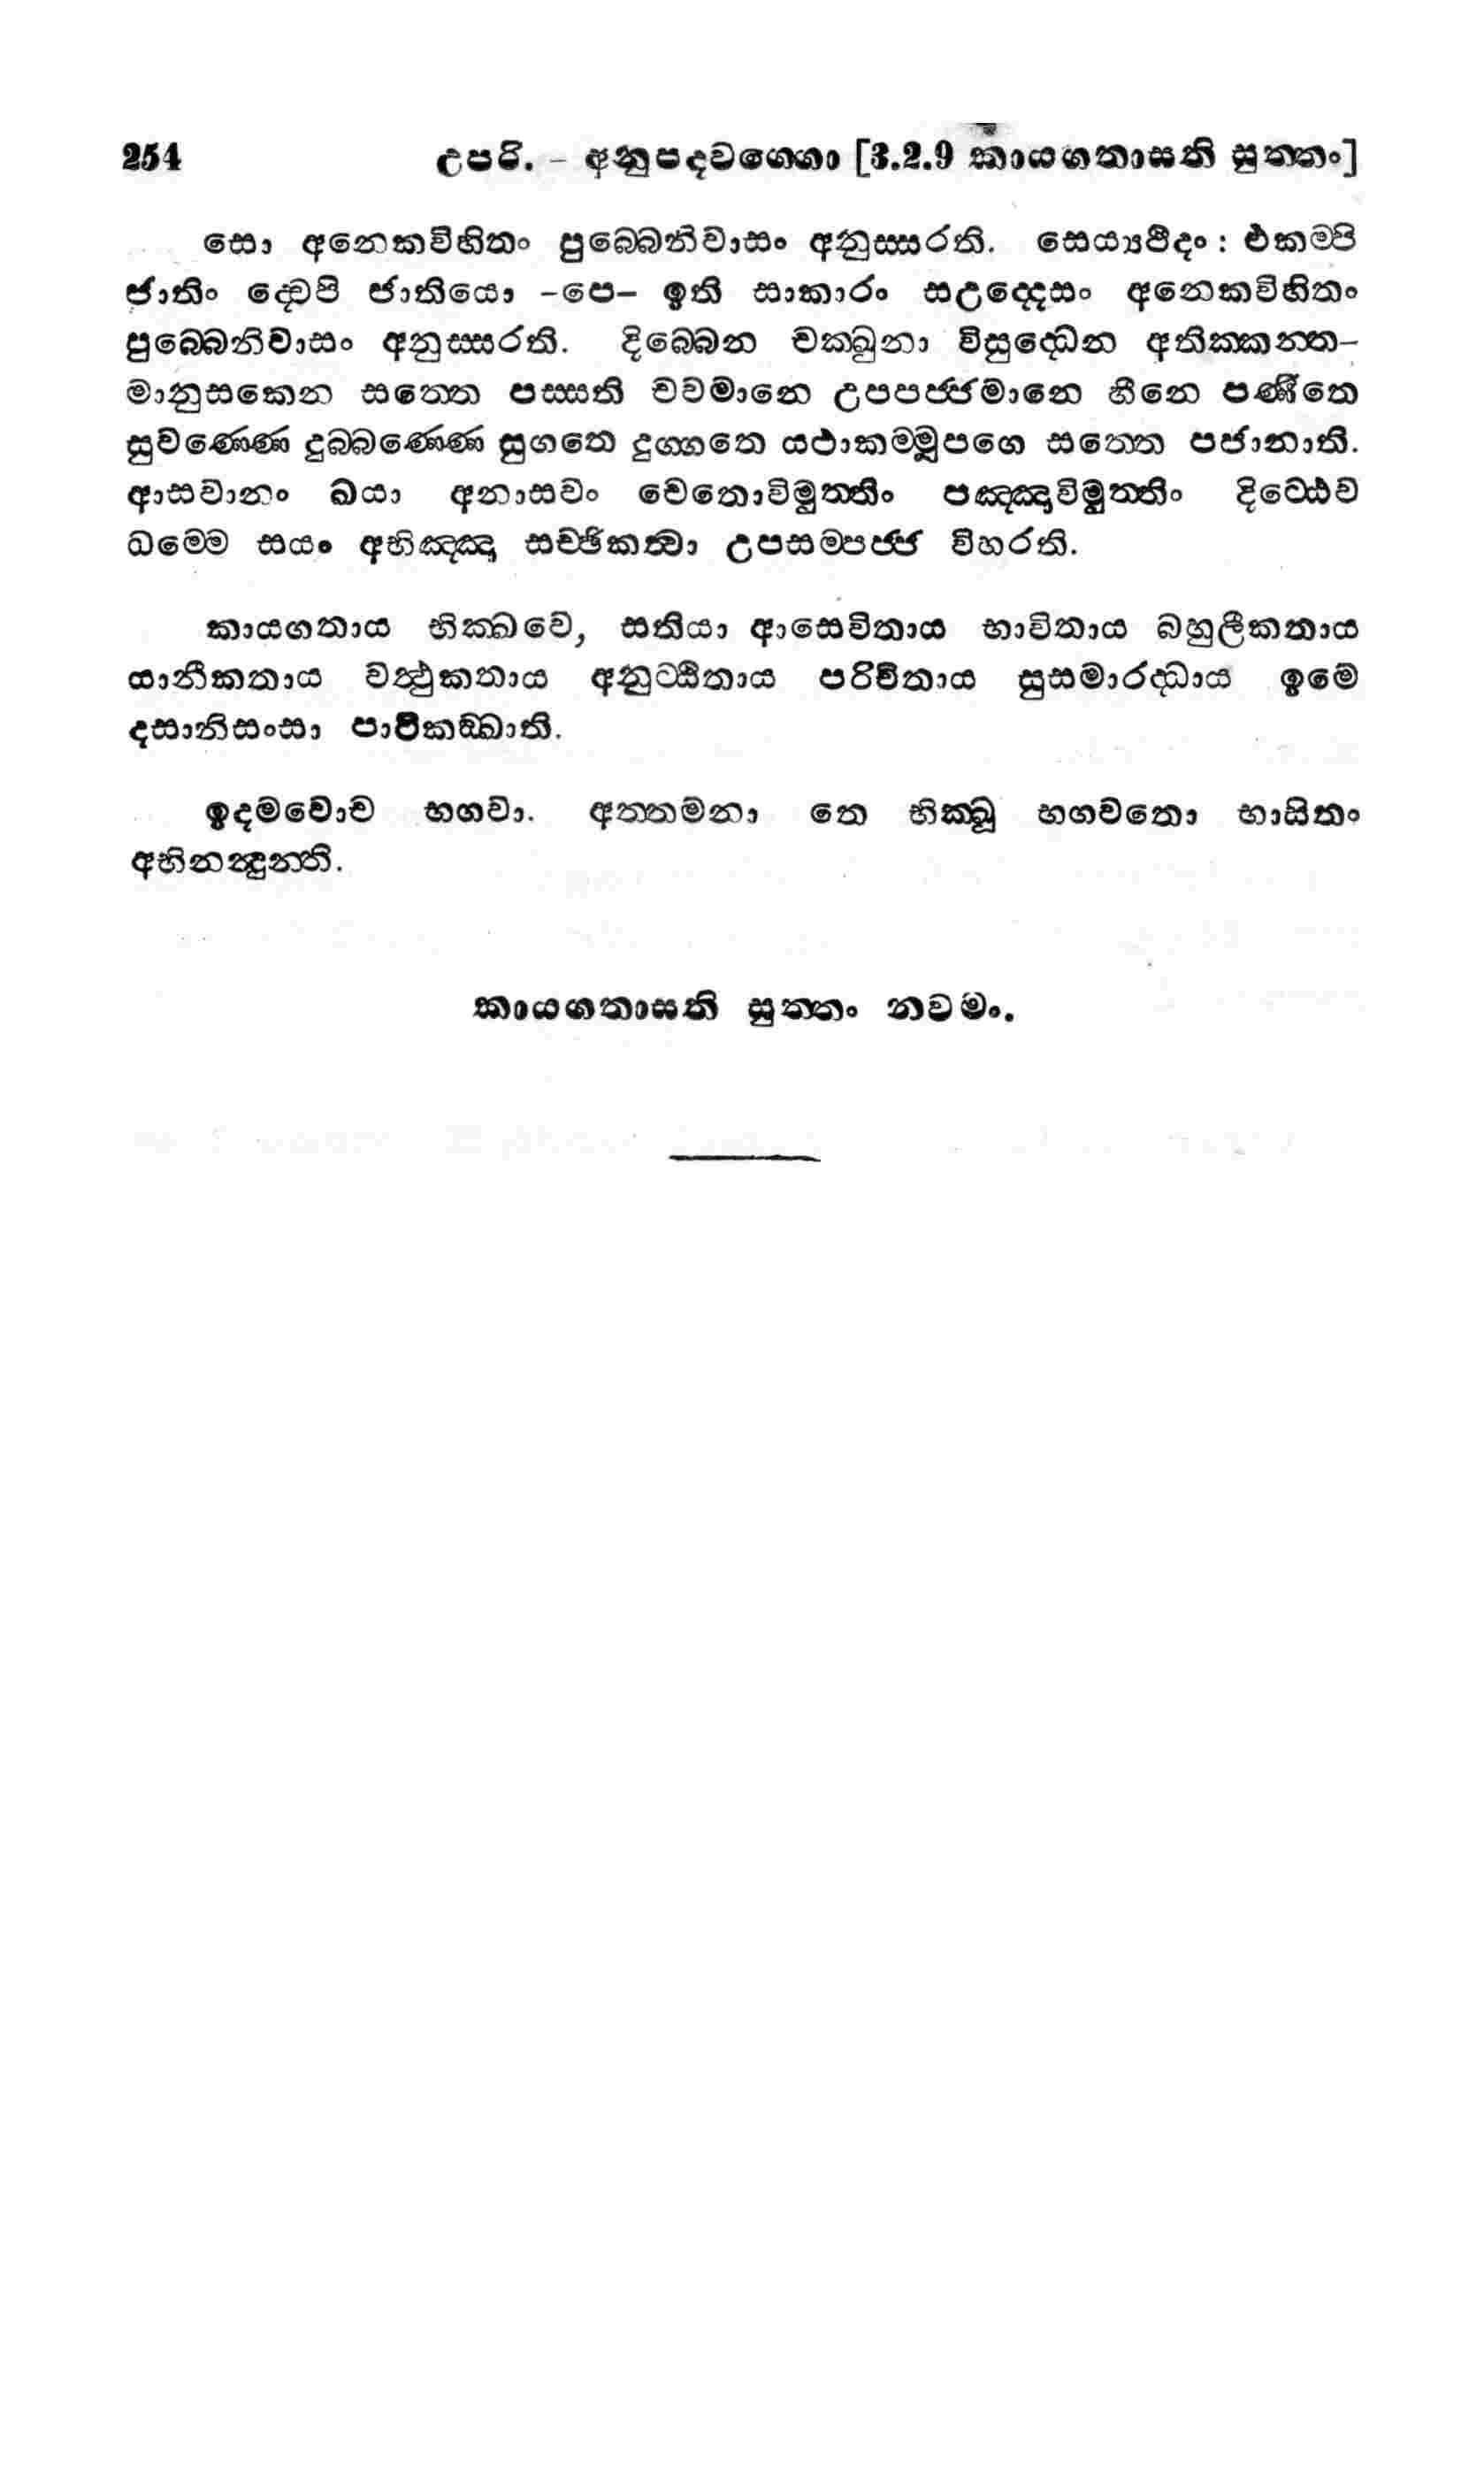 254 උපරි. - අනුපදවග්ගො [3.2.9 කායගතාසති සුත්තං]
සො අනෙකවිහිතං පුබ්බෙනිවාසං අනුස්සරති. සෙය්‍යථීදං : එකම්පි
ජාතිං ද්වෙපි ජාතියො -පෙ- ඉති සාකාරං සඋද්දෙසං අනෙකවිහිතං
පුබ්බෙනිවාසං අනුස්සරති. දිබ්බෙන චක්ඛුනා විසුද්ධෙන අතික්කන්ත-
මානුසකෙන සත්තෙ පස්සති චවමානෙ උපපජ්ජමානෙ හීනෙ පණීතෙ
සුවණ්ණෙ දුබ්බණ්ණෙ සුගතෙ දුග්ගතෙ යථාකම්මූපගෙ සත්තෙ පජානාති.
ආසවානං ඛයා අනාසවං චෙතොවිමුත්තිං පඤ්ඤාවිමුත්තිං දිට්ඨෙව
ධම්මෙ සයං අභිඤ්ඤා සච්ඡිකත්වා උපසම්පජ්ජ විහරති.
කායගතාය භික්ඛවෙ, සතියා ආසෙවිතාය භාවිතාය බහුලීකතාය
යානීකතාය වත්ථුකතාය අනුට්ඨිතාය පරිචිතාය සුසමාරද්ධාය ඉමෙ
දසානිසංසා පාටිකඞ්ඛාති.
ඉදමවොච භගවා. අත්තමනා තෙ භික්ඛූ භගවතො භාසිතං
අභිනන්දුන්ති.
කායගතාසති සුත්තං නවමං.